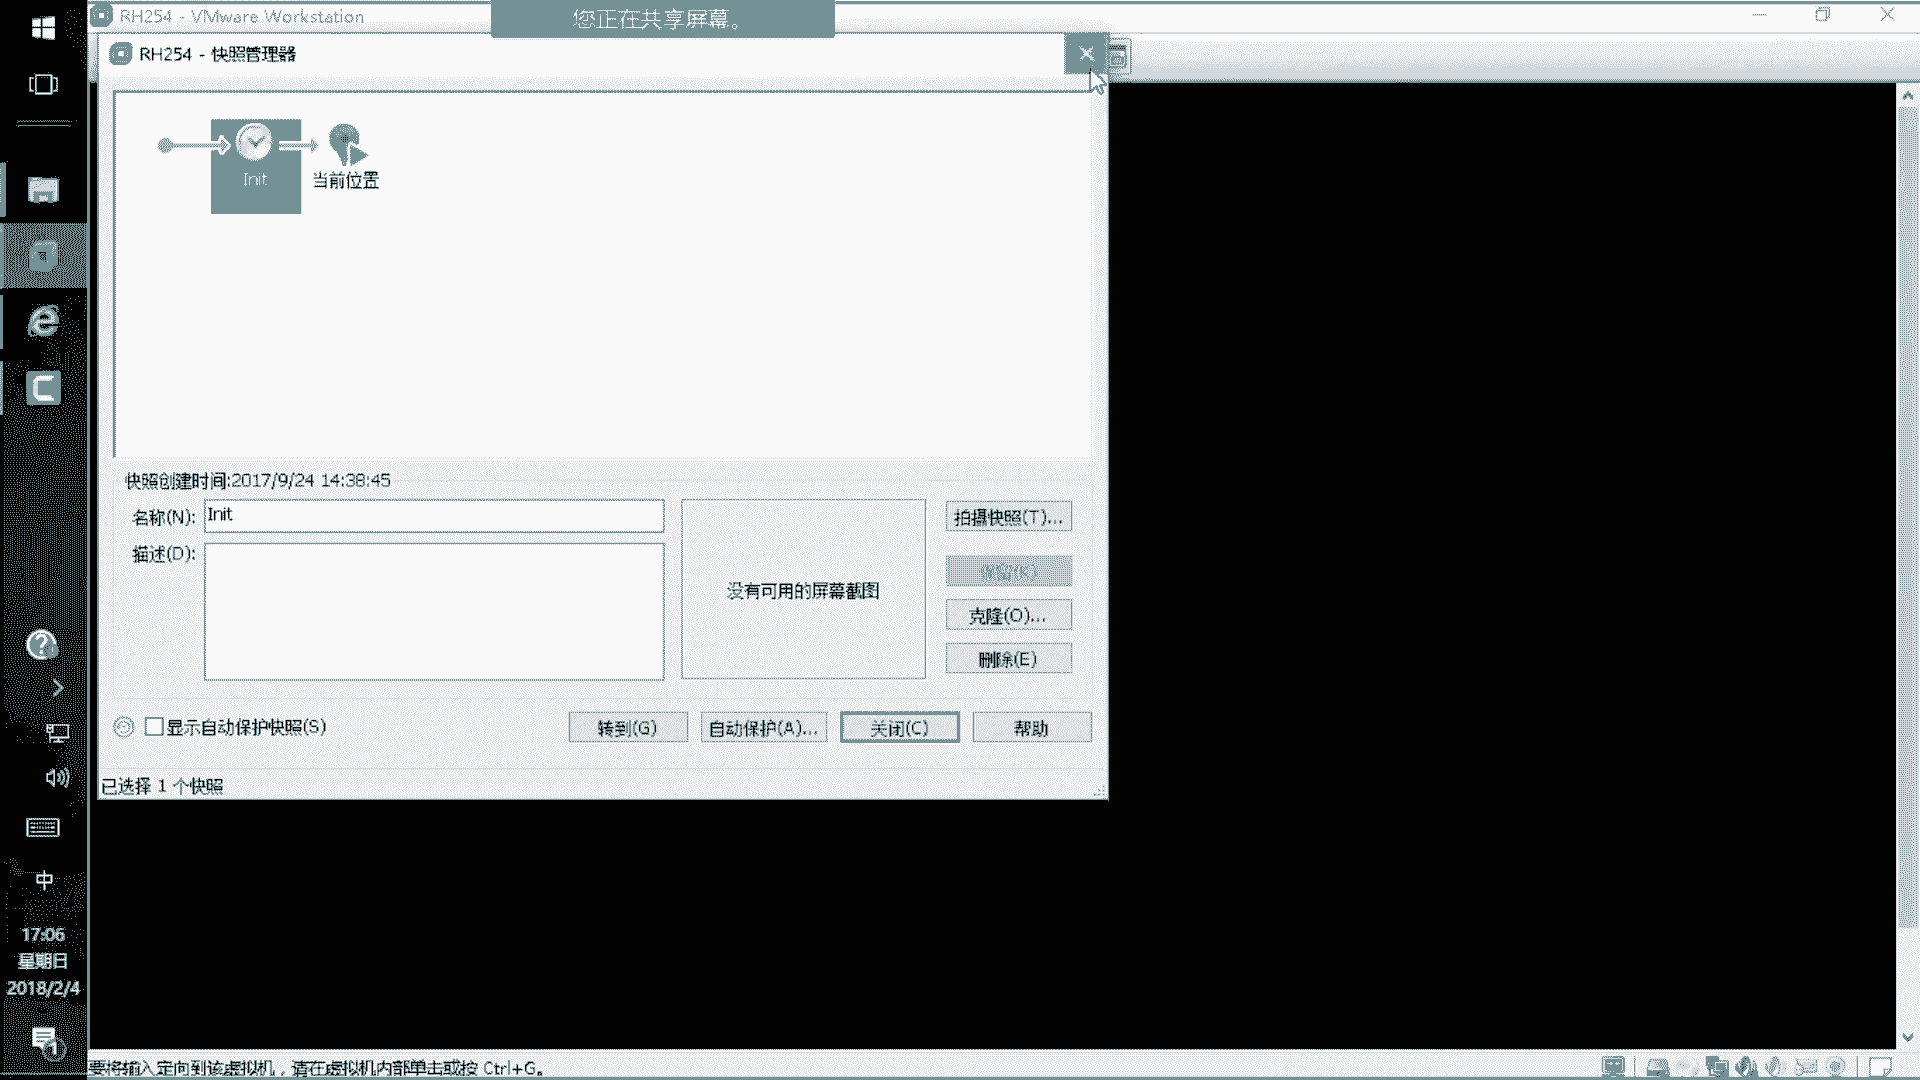 RH254 - VMware Workstation
您正在共享屏幕。
RH254 - 快照管理器
Init
当前位置
快照创建时间:2017/9/24 14:38:45
名称(N):
Init
描述(D):
没有可用的屏幕截图
拍摄快照(T)...
保留(K)
克隆(O)...
删除(E)
显示自动保护快照(S)
转到(G)
自动保护(A)...
关闭(C)
帮助
已选择 1 个快照
中
17:06
星期日
2018/2/4
1
要将输入定向到该虚拟机，请在虚拟机内部单击或按 Ctrl+G。